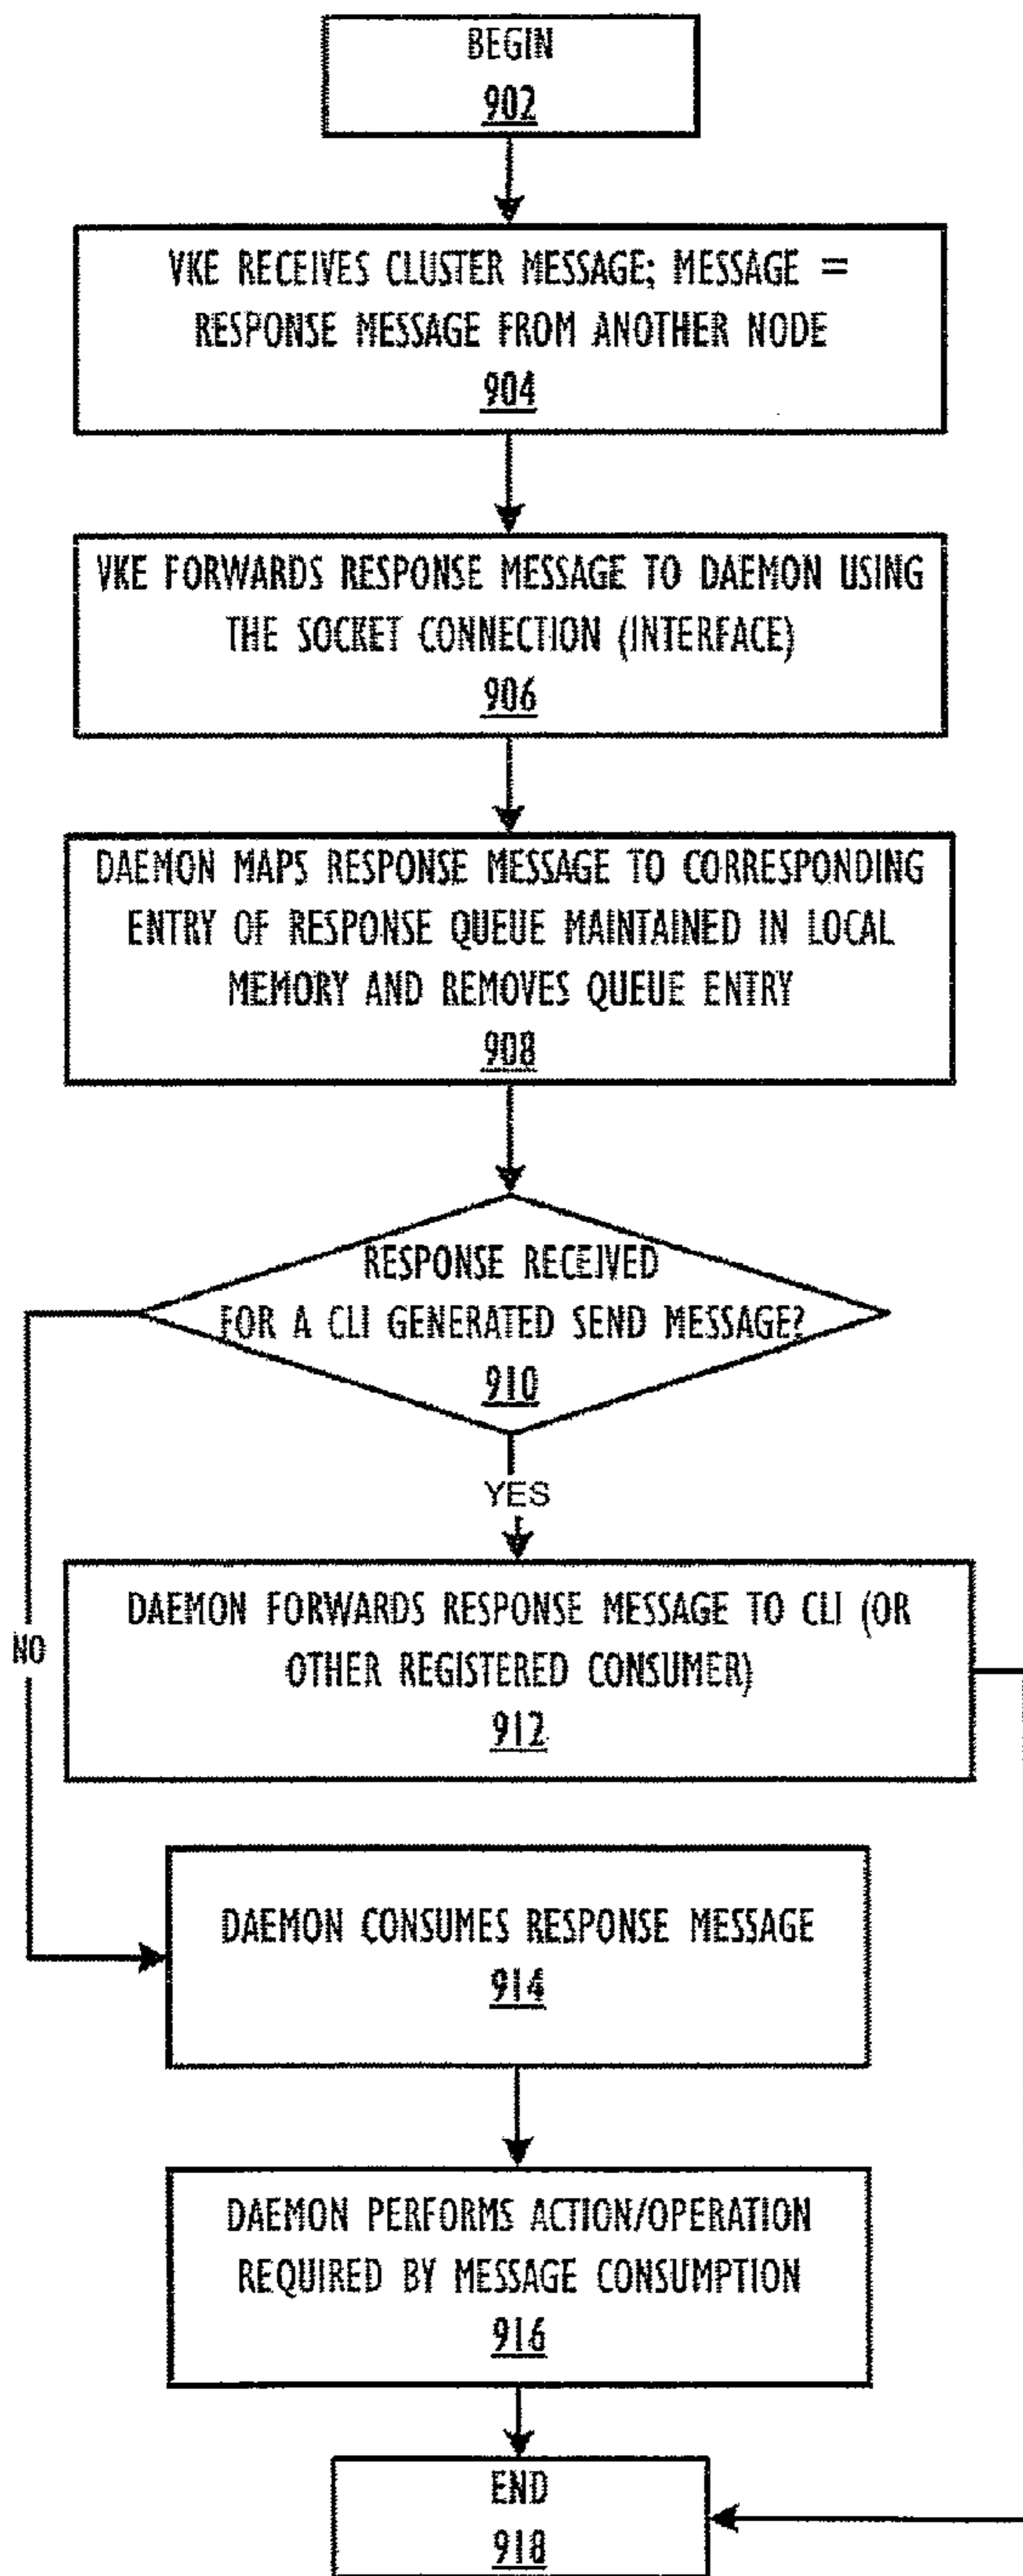 BEGIN
902
VKE RECEIVES CLUSTER MESSAGE; MESSAGE =
RESPONSE MESSAGE FROM ANOTHER NODE
904
VKE FORWARDS RESPONSE MESSAGE TO DAEMON USING
THE SOCKET CONNECTION (INTERFACE)
906
DAEMON MAPS RESPONSE MESSAGE TO CORRESPONDING
ENTRY OF RESPONSE QUEUE MAINTAINED IN LOCAL
MEMORY AND REMOVES QUEUE ENTRY
908
RESPONSE RECEIVED
FOR A CLI GENERATED SEND MESSAGE?
910
YES
DAEMON FORWARDS RESPONSE MESSAGE TO CLI (OR
OTHER REGISTERED CONSUMER)
912
NO
DAEMON CONSUMES RESPONSE MESSAGE
914
DAEMON PERFORMS ACTION/OPERATION
REQUIRED BY MESSAGE CONSUMPTION
916
END
918